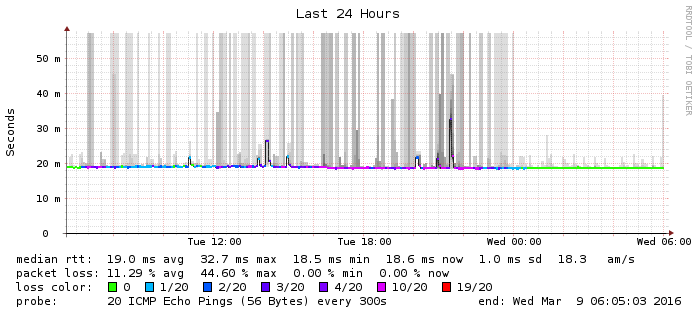 Last 24 Hours
RRDTOOL / TOBI OETIKER
Seconds
50 m
40 m
30 m
20 m
10 m
0
Tue 12:00 Tue 18:00 Wed 00:00 Wed 06:00
median rtt: 19.0 ms avg 32.7 ms max 18.5 ms min 18.6 ms now 1.0 ms sd 18.3 am/s
packet loss: 11.29 % avg 44.60 % max 0.00 % min 0.00 % now
loss color: 0 1/20 2/20 3/20 4/20 10/20 19/20
probe: 20 ICMP Echo Pings (56 Bytes) every 300s end: Wed Mar 9 06:05:03 2016